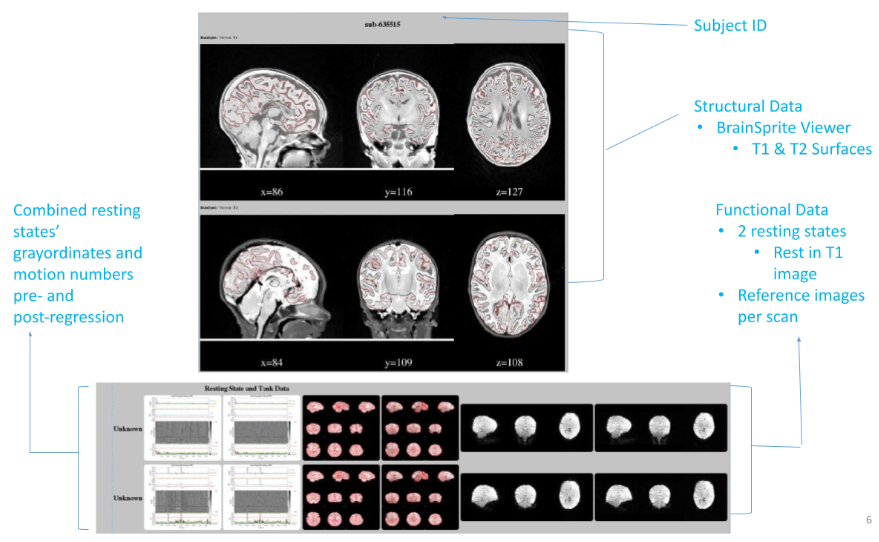 sub-635515
Subject ID
x=86
y=116
z=127
Structural Data
• BrainSprite Viewer
• T1 & T2 Surfaces
x=84
y=109
z=108
Combined resting
states’
grayordinates and
motion numbers
pre- and
post-regression
Functional Data
• 2 resting states
• Rest in T1
image
• Reference images
per scan
Resting State and Task Data
Unknown
Unknown
6